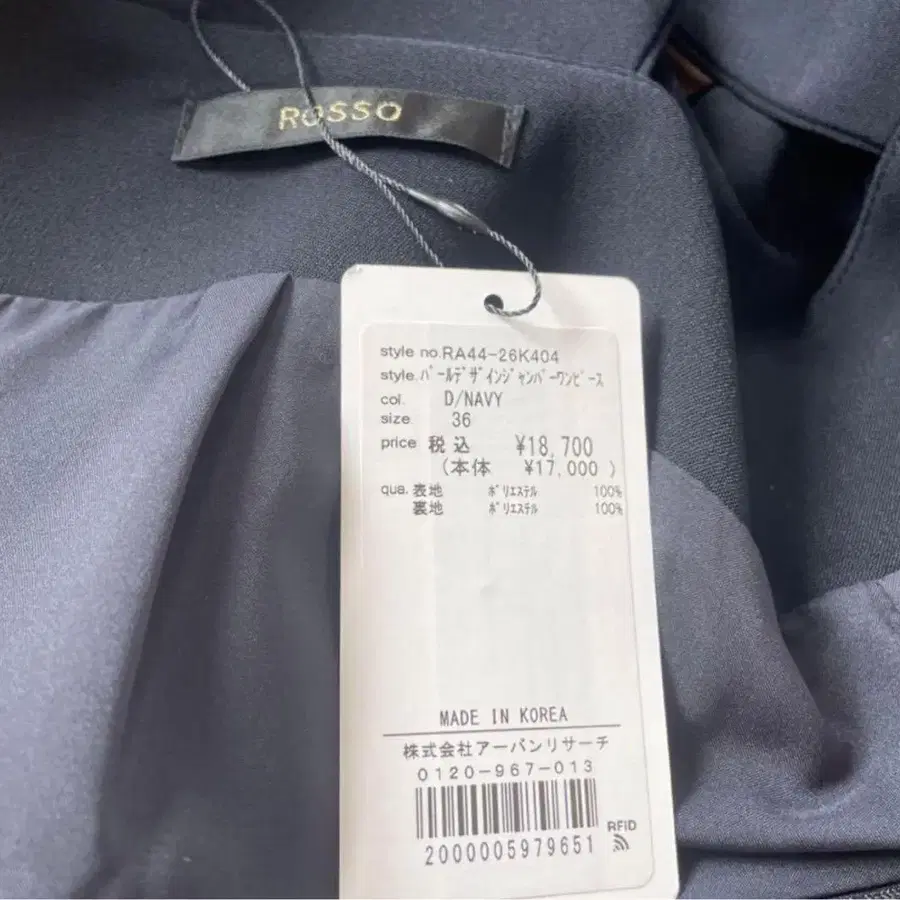 ROSSO
style no.RA44-26K404
style.ﾊﾟｰﾙﾃﾞｻﾞｲﾝｼﾞｬﾝﾊﾟｰﾜﾝﾋﾟｰｽ
col. D/NAVY
size. 36
price 税込 ¥18,700
(本体 ¥17,000 )
qua. 表地 ﾎﾟﾘｴｽﾃﾙ 100%
裏地 ﾎﾟﾘｴｽﾃﾙ 100%
MADE IN KOREA
株式会社アーバンリサーチ
0120-967-013
RFID
2000005979651